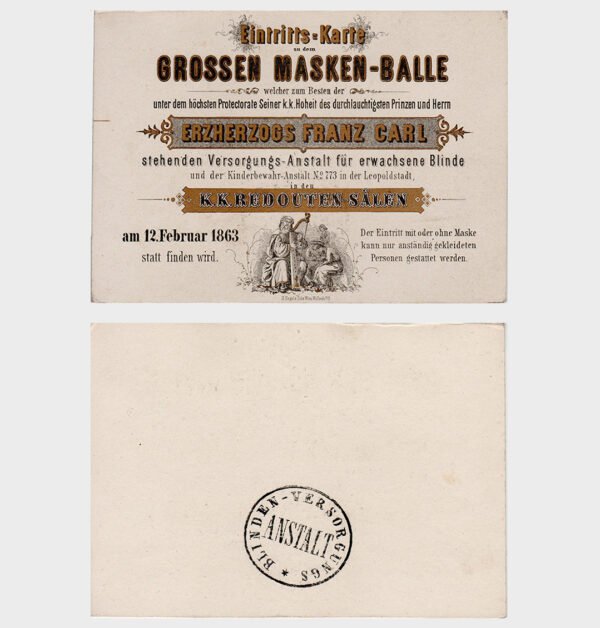 Eintritts-Karte
zu dem
GROSSEN MASKEN-BALLE
welcher zum Besten der
unter dem höchsten Protectorate Seiner k.k. Hoheit des durchlauchtigsten Prinzen und Herrn
ERZHERZOGS FRANZ CARL
stehenden Versorgungs-Anstalt für erwachsene Blinde
und der Kinderbewahr-Anstalt No 773 in der Leopoldstadt,
in den
K.K. REDOUTEN SÄLEN
am 12. Februar 1863
statt finden wird.
Der Eintritt mit oder ohne Maske
kann nur anständig gekleideten
Personen gestattet werden.
BLINDEN-VERSORGUNGS
ANSTALT